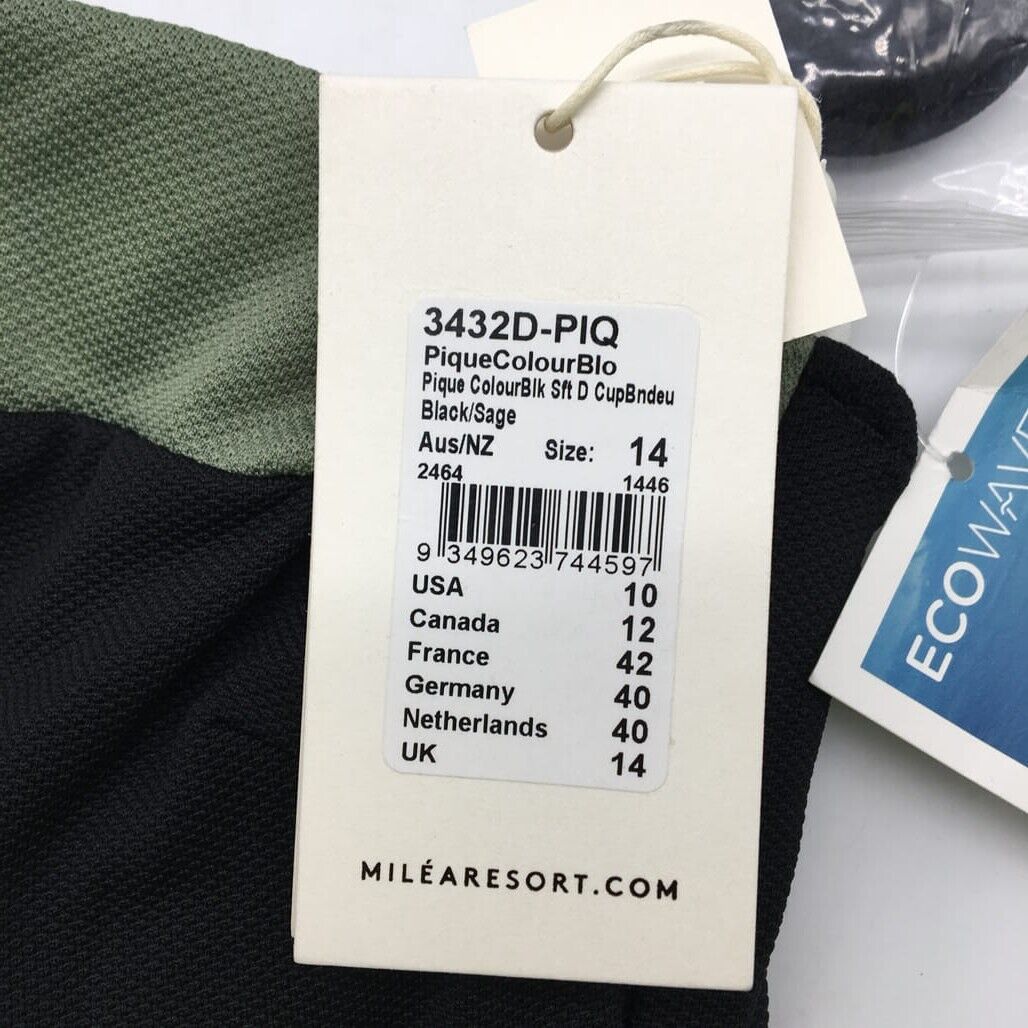 3432D-PIQ
PiqueColourBlo
Pique ColourBlk Sft D CupBndeu
Black/Sage
Aus/NZ Size: 14
2464 1446
9 349623 744597
USA 10
Canada 12
France 42
Germany 40
Netherlands 40
UK 14
MILÉARESORT.COM